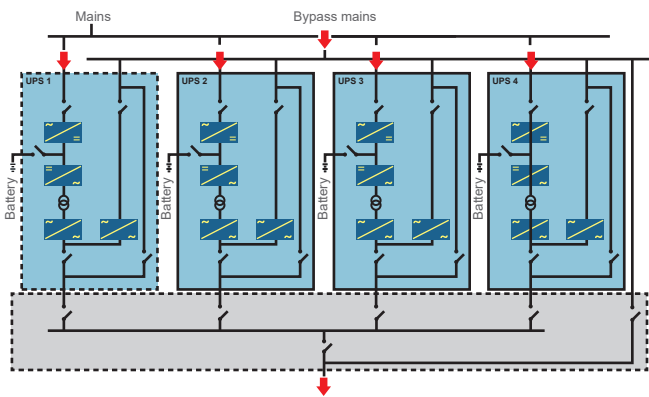 Mains
Bypass mains
UPS 1
UPS 2
UPS 3
UPS 4
Battery
Battery
Battery
Battery